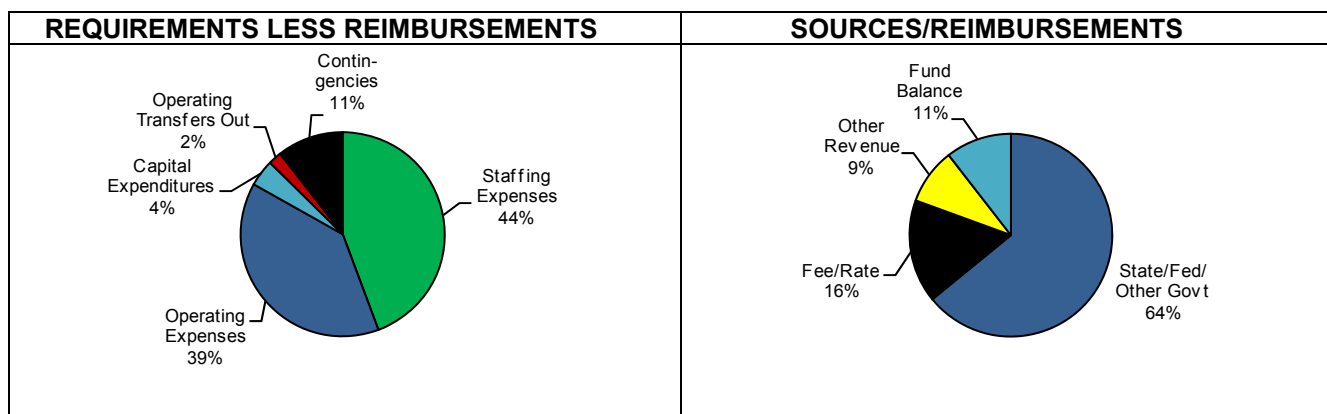 REQUIREMENTS LESS REIMBURSEMENTS
Contin-
gencies
11%
Operating
Transfers Out
2%
Capital
Expenditures
4%
Staffing
Expenses
44%
Operating
Expenses
39%
SOURCES/REIMBURSEMENTS
Fund
Balance
11%
Other
Revenue
9%
Fee/Rate
16%
State/Fed/
Other Govt
64%